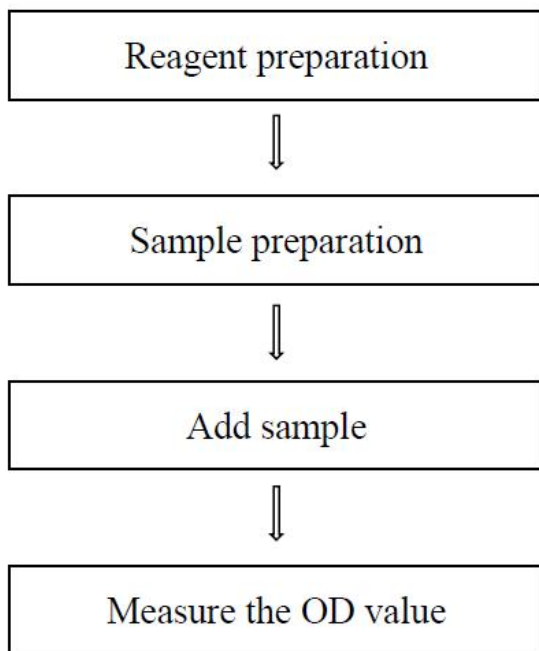 Reagent preparation
Sample preparation
Add sample
Measure the OD value